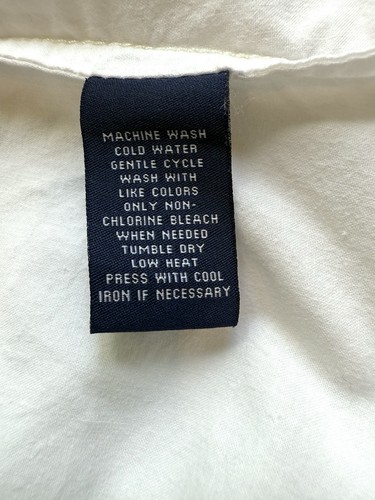 MACHINE WASH
COLD WATER
GENTLE CYCLE
WASH WITH
LIKE COLORS
ONLY NON-
CHLORINE BLEACH
WHEN NEEDED
TUMBLE DRY
LOW HEAT
PRESS WITH COOL
IRON IF NECESSARY